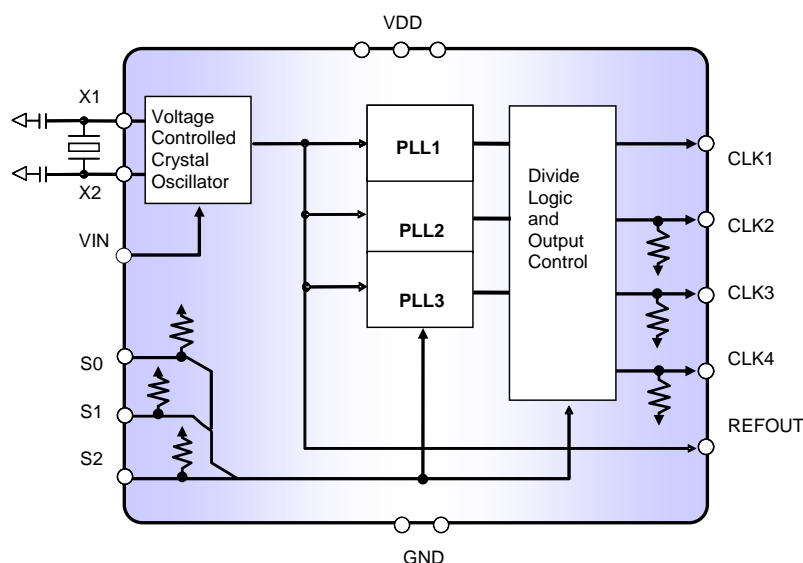 VDD
X1
Voltage
Controlled
Crystal
Oscillator
X2
VIN
PLL1
PLL2
PLL3
Divide
Logic
and
Output
Control
CLK1
CLK2
CLK3
CLK4
REFOUT
S0
S1
S2
GND